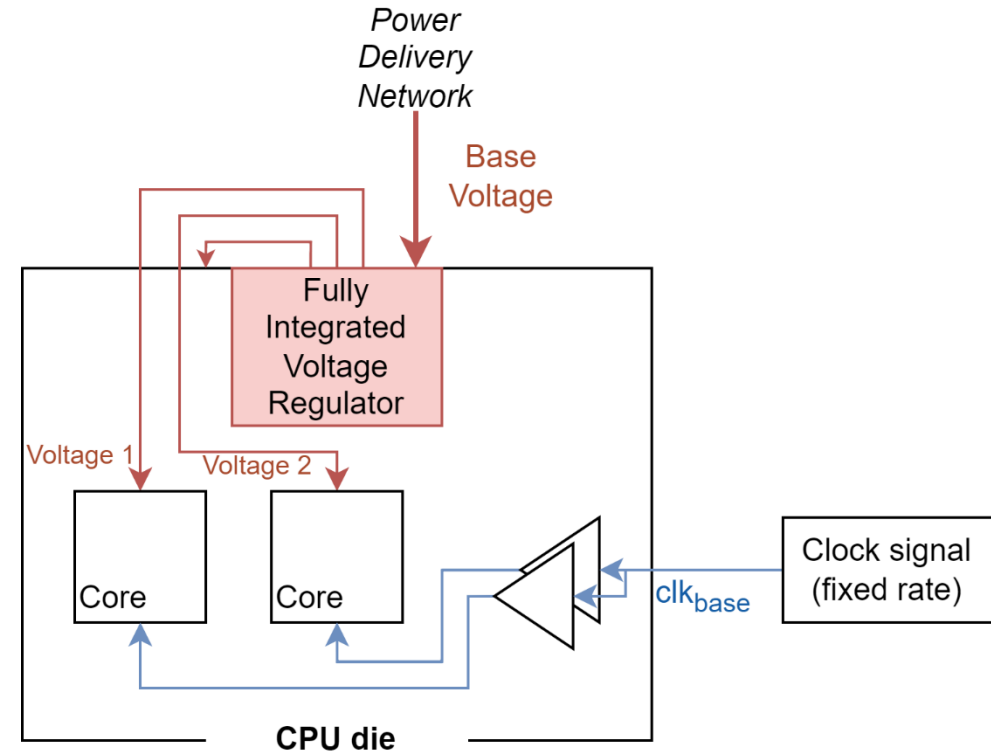 Power
Delivery
Network
Base
Voltage
Fully
Integrated
Voltage
Regulator
Voltage 1
Voltage 2
Core
Core
clkbase
Clock signal
(fixed rate)
CPU die